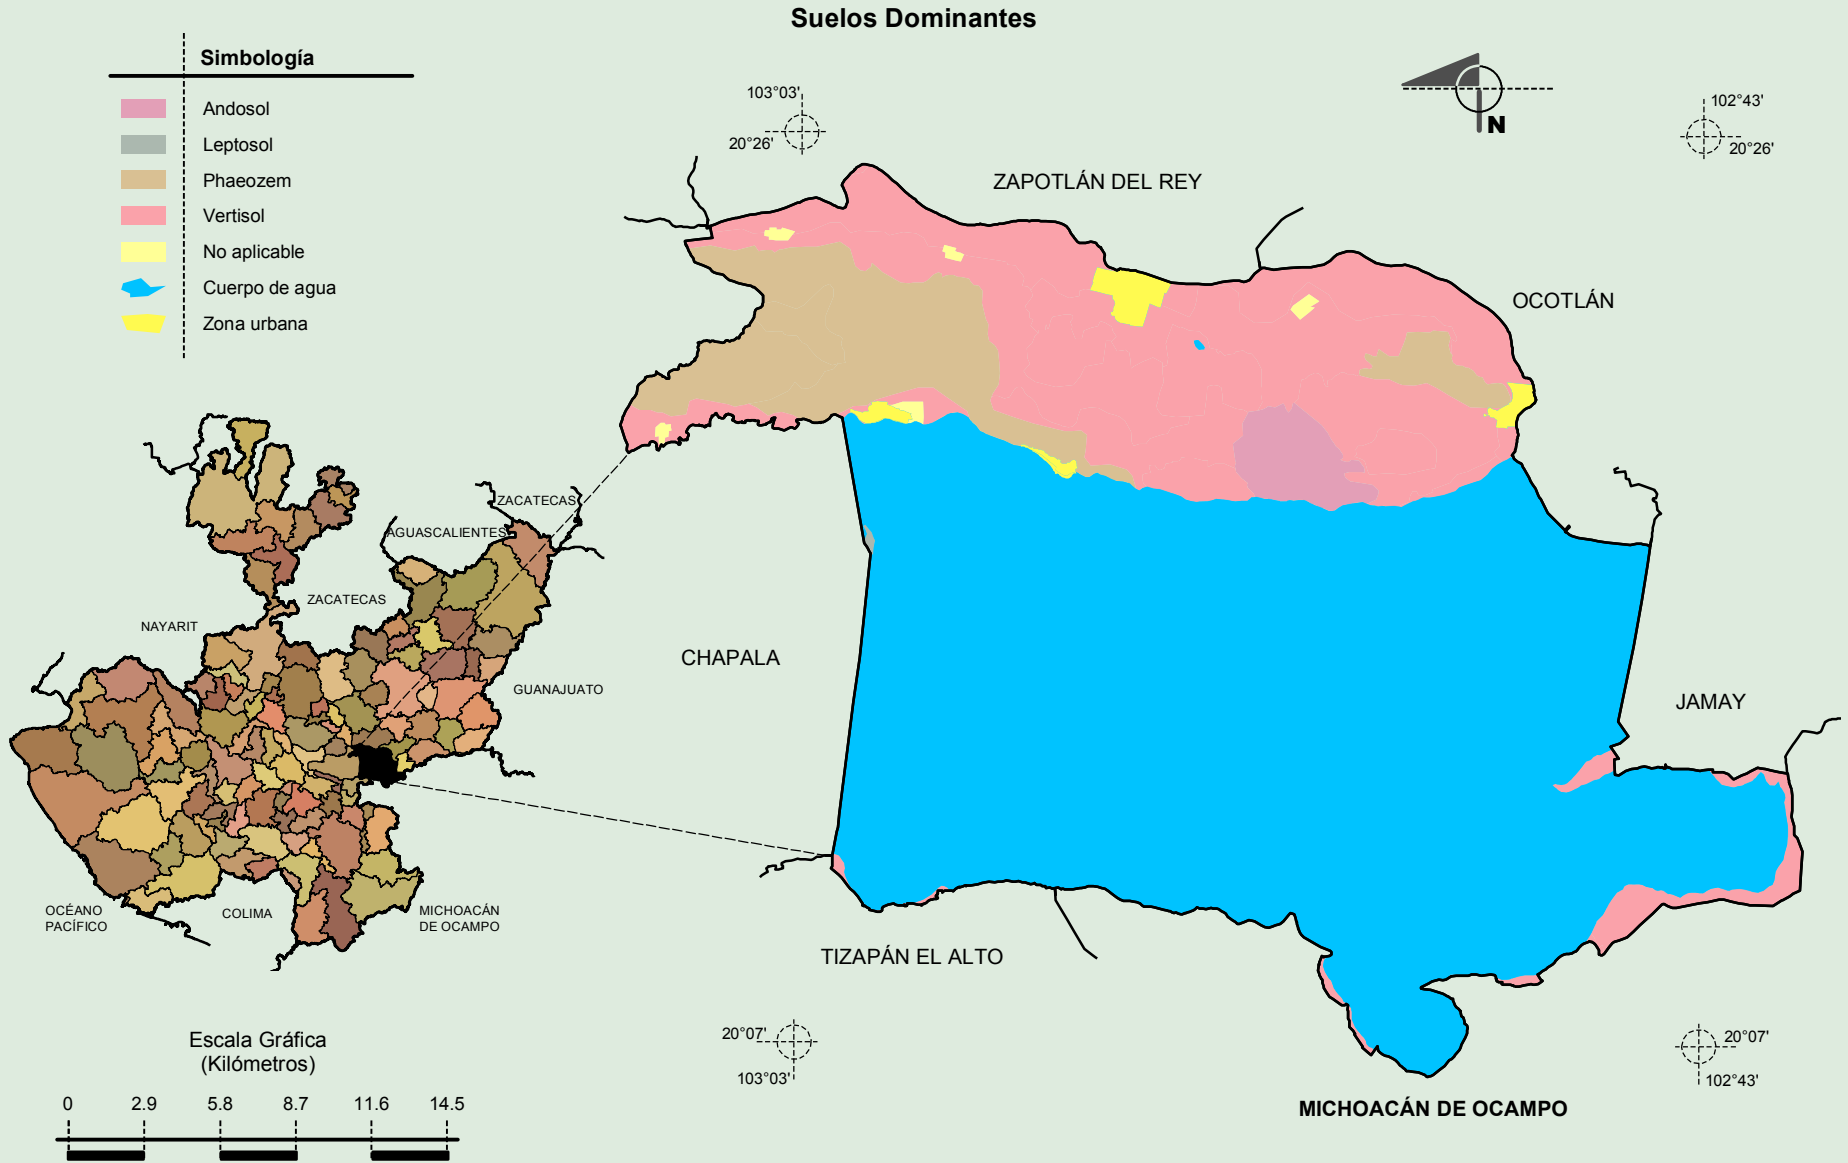 Suelos Dominantes
Simbología
Andosol
Leptosol
Phaeozem
Vertisol
No aplicable
Cuerpo de agua
Zona urbana
103°03'
20°26'
N
102°43'
20°26'
ZAPOTLÁN DEL REY
OCOTLÁN
CHAPALA
JAMAY
TIZAPÁN EL ALTO
MICHOACÁN DE OCAMPO
20°07'
103°03'
20°07'
102°43'
ZACATECAS
AGUASCALIENTES
ZACATECAS
NAYARIT
GUANAJUATO
OCÉANO
PACÍFICO
COLIMA
MICHOACÁN
DE OCAMPO
Escala Gráfica
(Kilómetros)
0 2.9 5.8 8.7 11.6 14.5